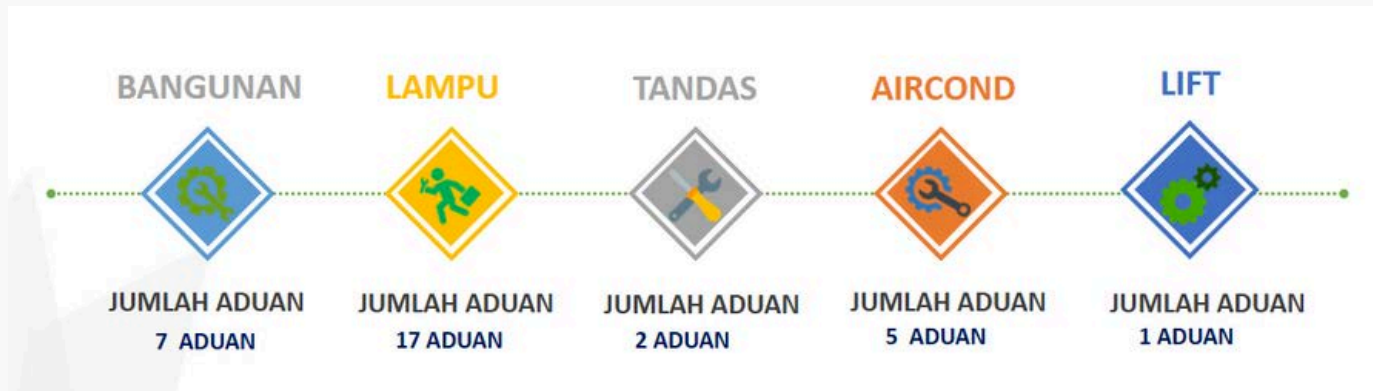 BANGUNAN
LAMPU
TANDAS
AIRCOND
LIFT
JUMLAH ADUAN
7 ADUAN
JUMLAH ADUAN
17 ADUAN
JUMLAH ADUAN
2 ADUAN
JUMLAH ADUAN
5 ADUAN
JUMLAH ADUAN
1 ADUAN